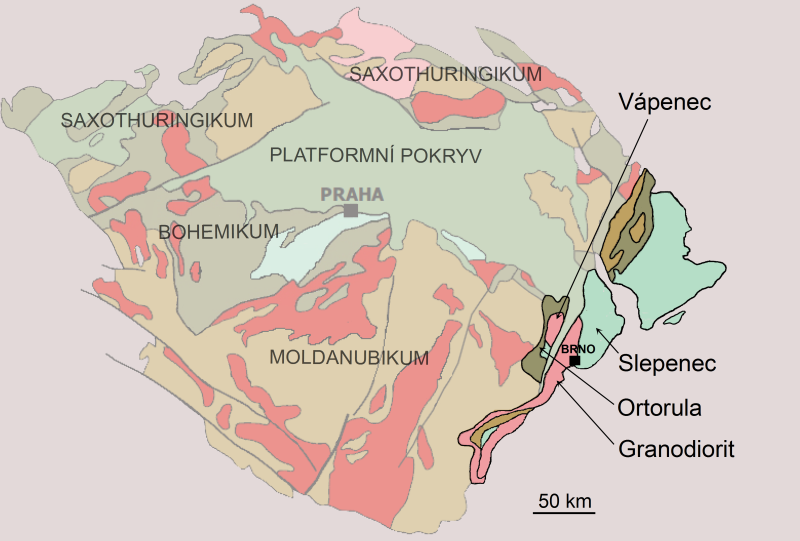 SAXOTHURINGIKUM
Vápenec
SAXOTHURINGIKUM
PLATFORMNÍ POKRYV
PRAHA
BOHEMIKUM
BRNO
MOLDANUBIKUM
Slepenec
Ortorula
Granodiorit
50 km